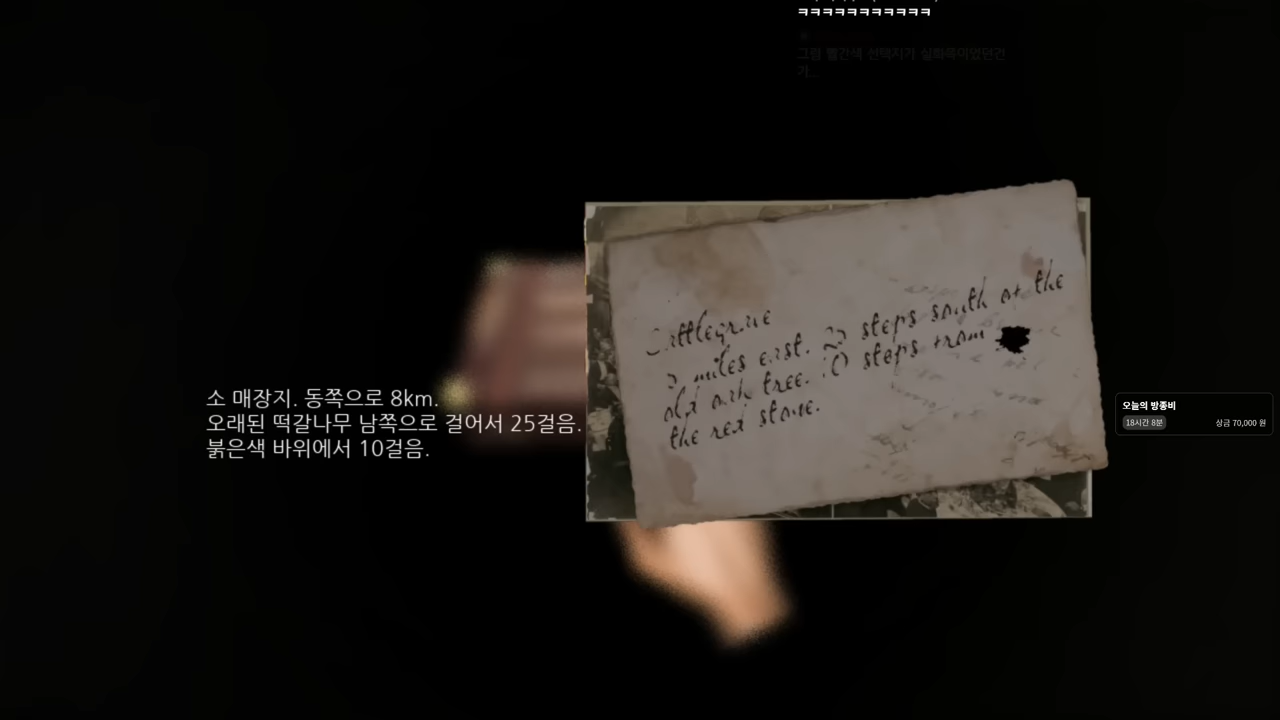 ㅋㅋㅋㅋㅋㅋㅋㅋㅋㅋㅋ
그럼 빨간색 선택지가 실화쪽이었던건
가...
소 매장지. 동쪽으로 8km.
오래된 떡갈나무 남쪽으로 걸어서 25걸음.
붉은색 바위에서 10걸음.
miles east. steps south of the
old oak tree. steps from
the red stone.
오늘의 방종비
18시간 8분 상금 70,000 원